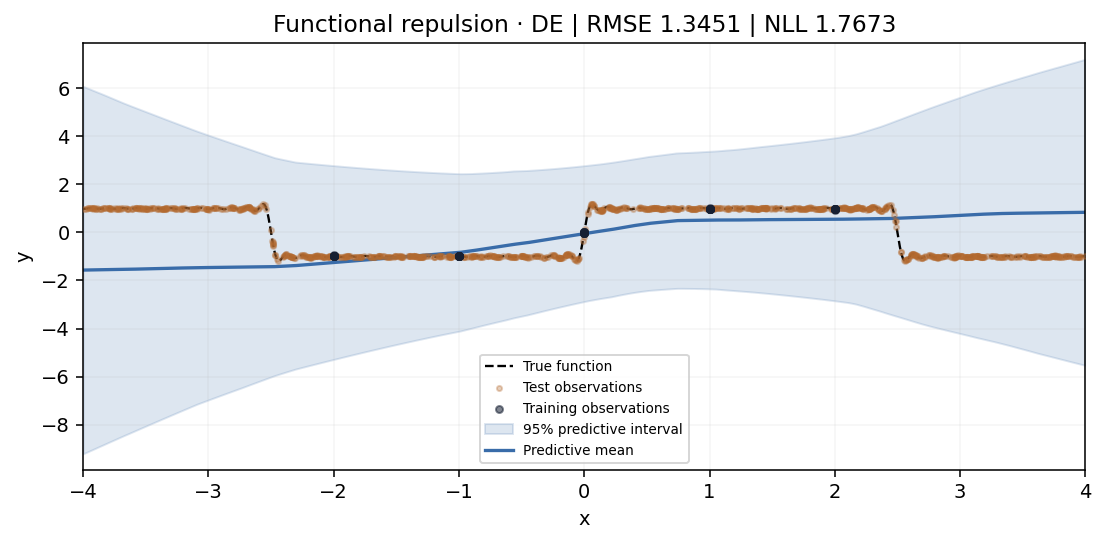 Functional repulsion · DE | RMSE 1.3451 | NLL 1.7673
y
6
4
2
0
−2
−4
−6
−8
True function
Test observations
Training observations
95% predictive interval
Predictive mean
−4 −3 −2 −1 0 1 2 3 4
x